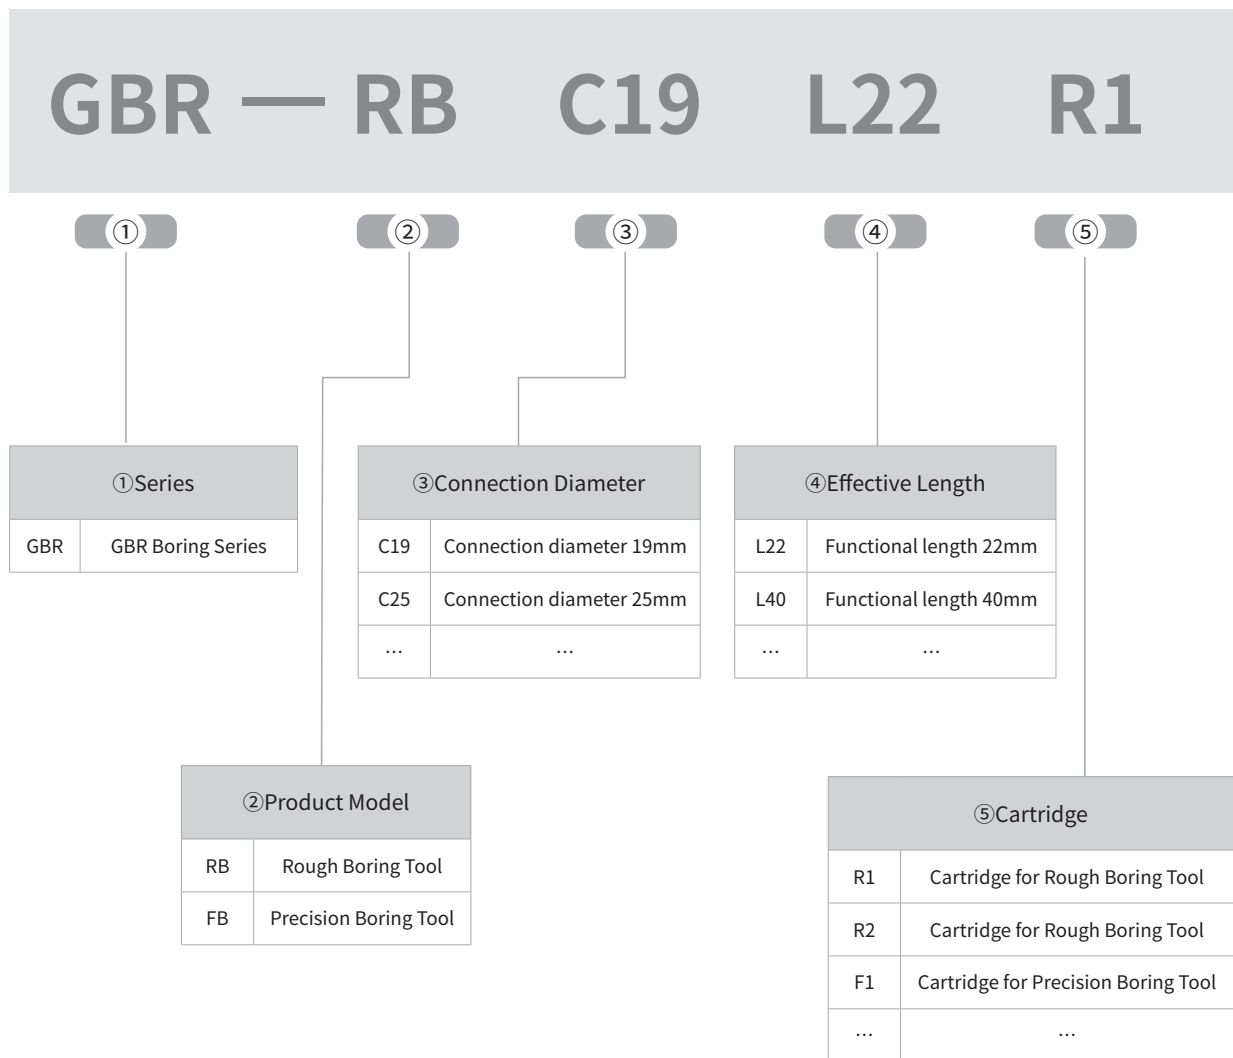 GBR — RB C19 L22 R1
① ② ③ ④ ⑤
①Series
GBR GBR Boring Series
③Connection Diameter
C19 Connection diameter 19mm
C25 Connection diameter 25mm
… …
④Effective Length
L22 Functional length 22mm
L40 Functional length 40mm
… …
②Product Model
RB Rough Boring Tool
FB Precision Boring Tool
⑤Cartridge
R1 Cartridge for Rough Boring Tool
R2 Cartridge for Rough Boring Tool
F1 Cartridge for Precision Boring Tool
… …